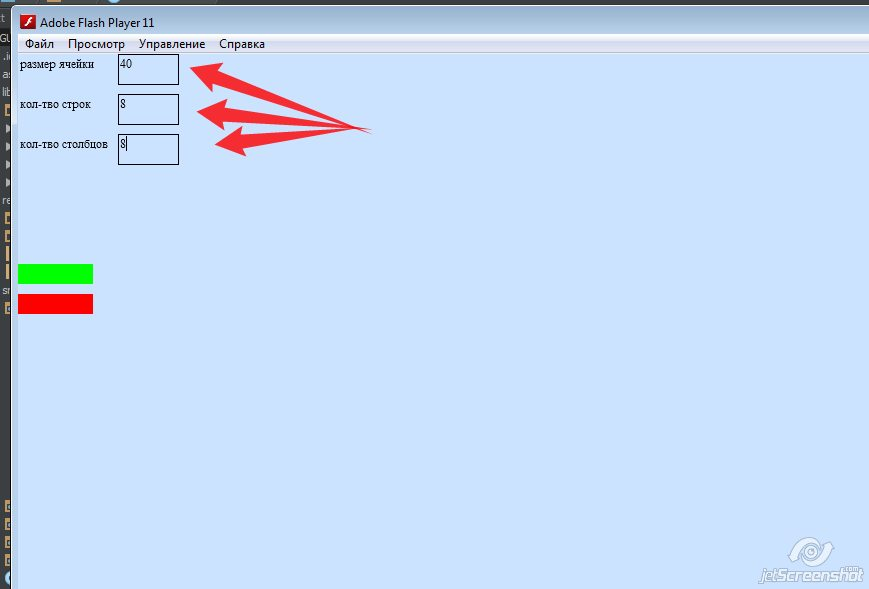 Adobe Flash Player 11
Файл Просмотр Управление Справка
размер ячейки 40
кол-тво строк 8
кол-тво столбцов 8
jetScreenshot.com